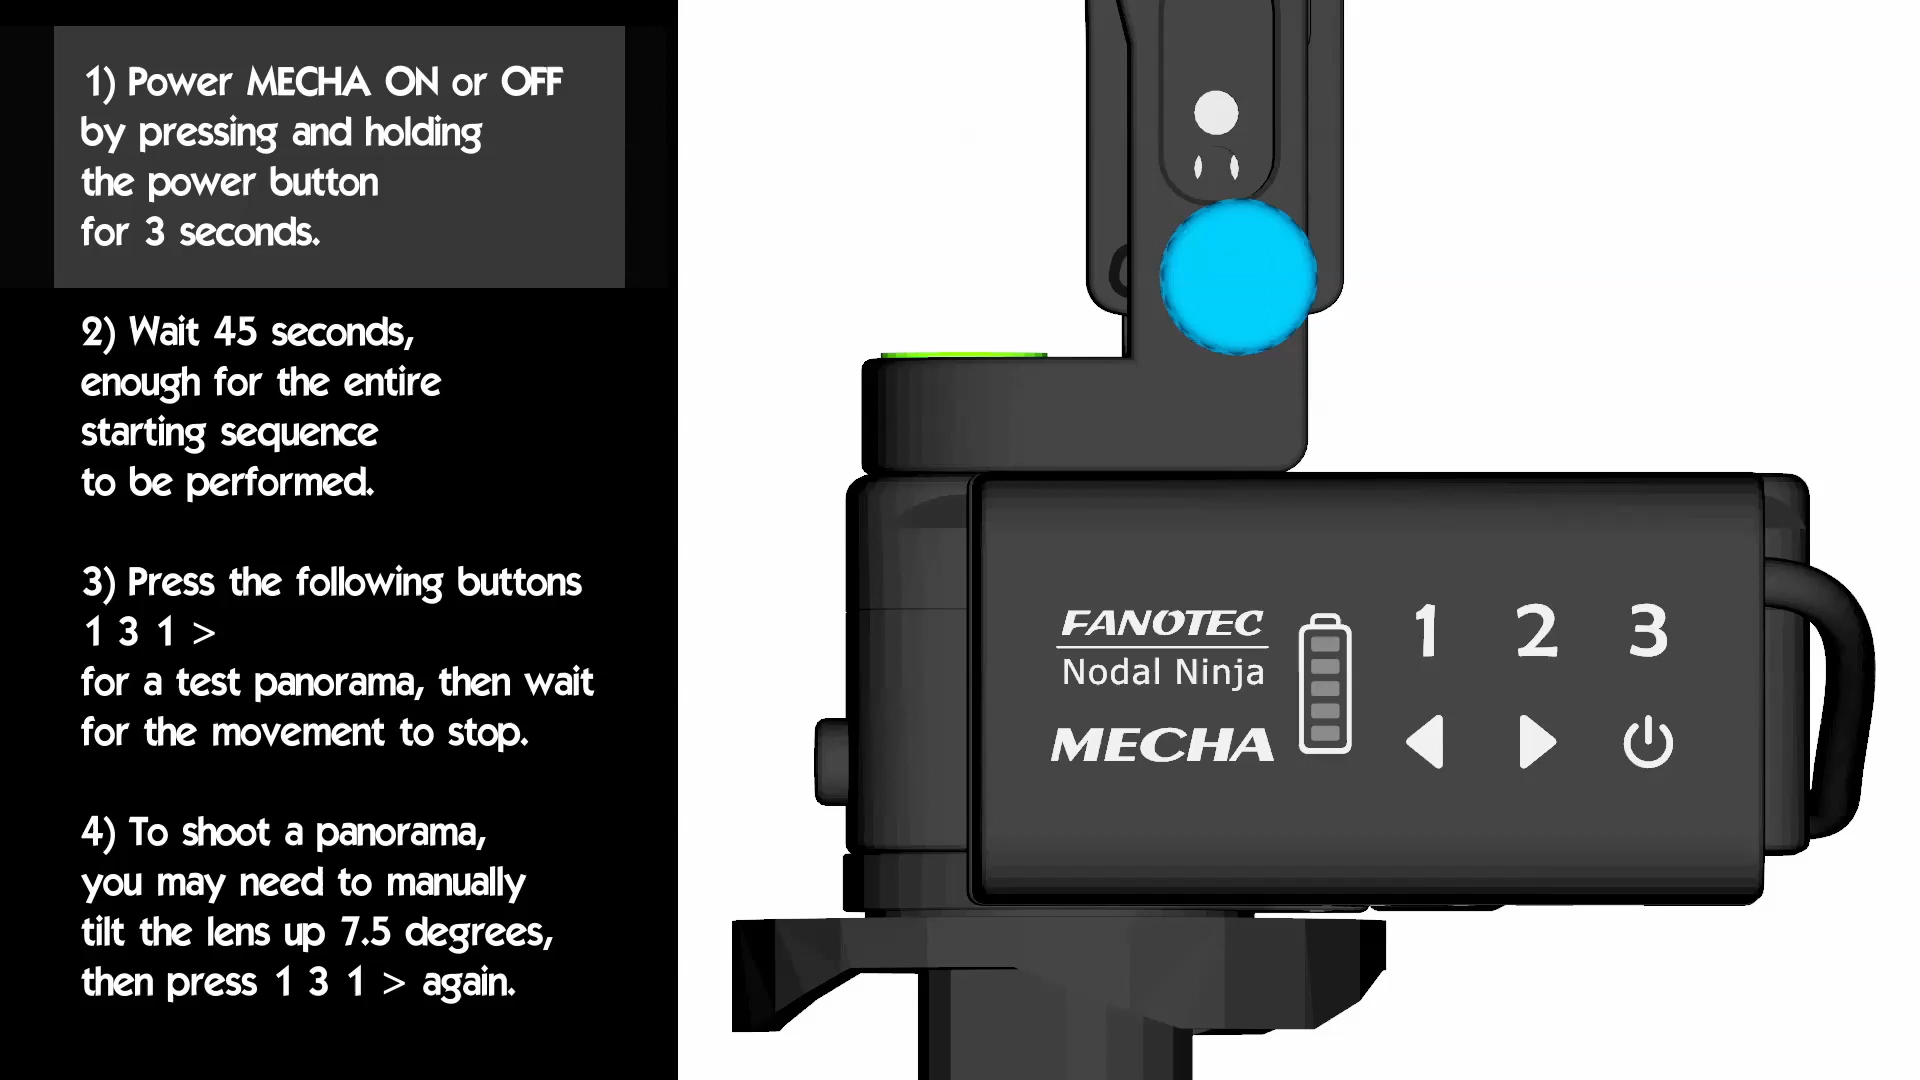 1) Power MECHA ON or OFF
by pressing and holding
the power button
for 3 seconds.
2) Wait 45 seconds,
enough for the entire
starting sequence
to be performed.
3) Press the following buttons
1 3 1 >
for a test panorama, then wait
for the movement to stop.
4) To shoot a panorama,
you may need to manually
tilt the lens up 7.5 degrees,
then press 1 3 1 > again.
FANOTEC
Nodal Ninja
MECHA
1 2 3